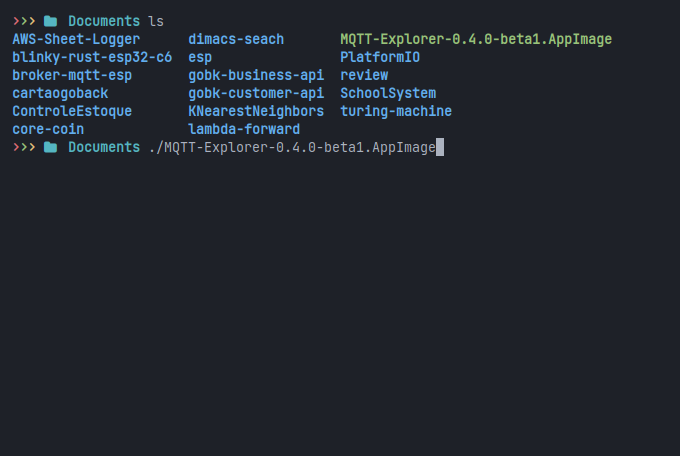 >>> Documents ls
AWS-Sheet-Logger dimacs-seach MQTT-Explorer-0.4.0-beta1.AppImage
blinky-rust-esp32-c6 esp PlatformIO
broker-mqtt-esp gobk-business-api review
cartaogoback gobk-customer-api SchoolSystem
ControleEstoque KNearestNeighbors turing-machine
core-coin lambda-forward
>>> Documents ./MQTT-Explorer-0.4.0-beta1.AppImage